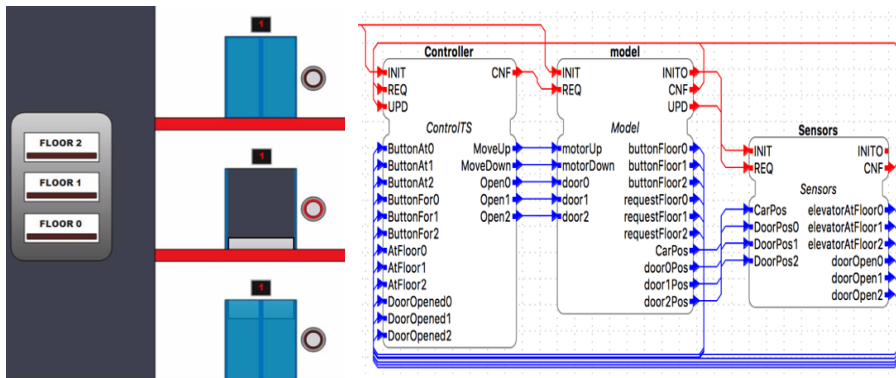 1
FLOOR 2
FLOOR 1
FLOOR 0
1
1
Controller
INIT
CNF
REQ
UPD
ControlTS
ButtonAt0
MoveUp
ButtonAt1
MoveDown
ButtonAt2
Open0
ButtonFor0
Open1
ButtonFor1
Open2
ButtonFor2
AtFloor0
AtFloor1
AtFloor2
DoorOpened0
DoorOpened1
DoorOpened2
model
INIT
INITO
REQ
CNF
UPD
Model
motorUp
buttonFloor0
motorDown
buttonFloor1
door0
buttonFloor2
door1
requestFloor0
door2
requestFloor1
requestFloor2
CarPos
door0Pos
door1Pos
door2Pos
Sensors
INIT
INITO
REQ
CNF
Sensors
CarPos
elevatorAtFloor0
DoorPos0
elevatorAtFloor1
DoorPos1
elevatorAtFloor2
DoorPos2
doorOpen0
doorOpen1
doorOpen2